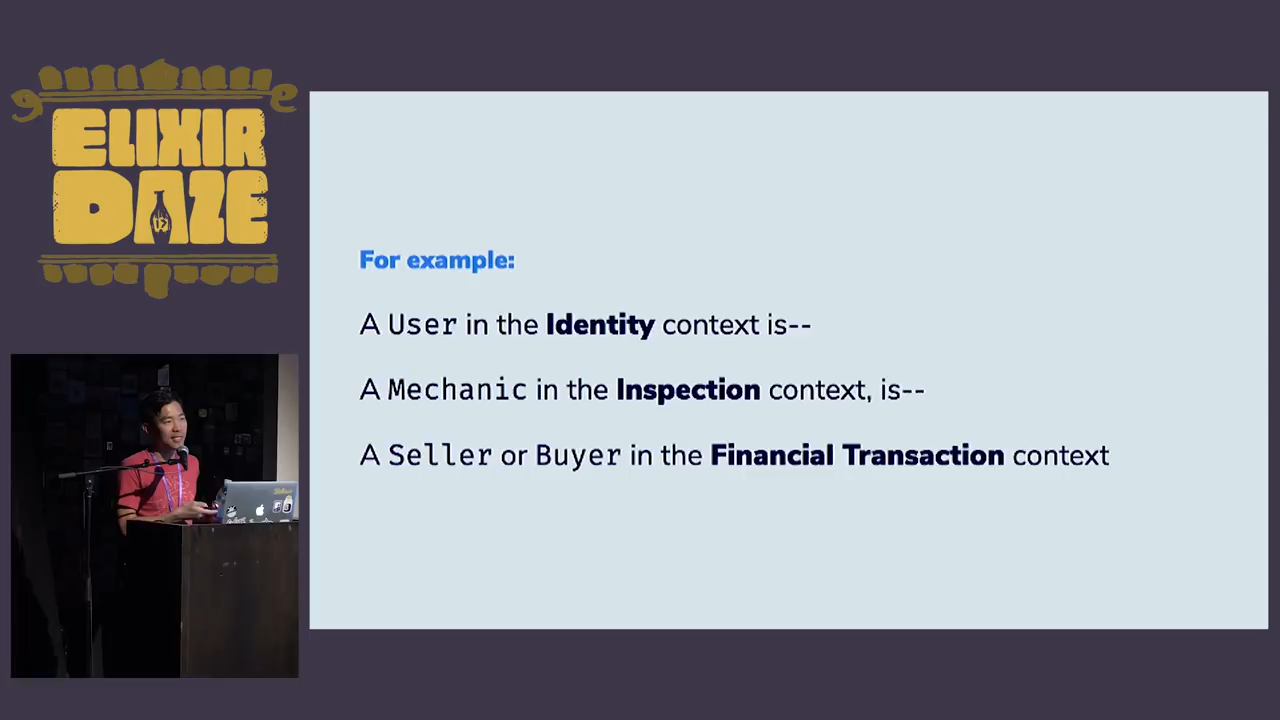 ELIXIR
DAZE
For example:
A User in the Identity context is--
A Mechanic in the Inspection context, is--
A Seller or Buyer in the Financial Transaction context